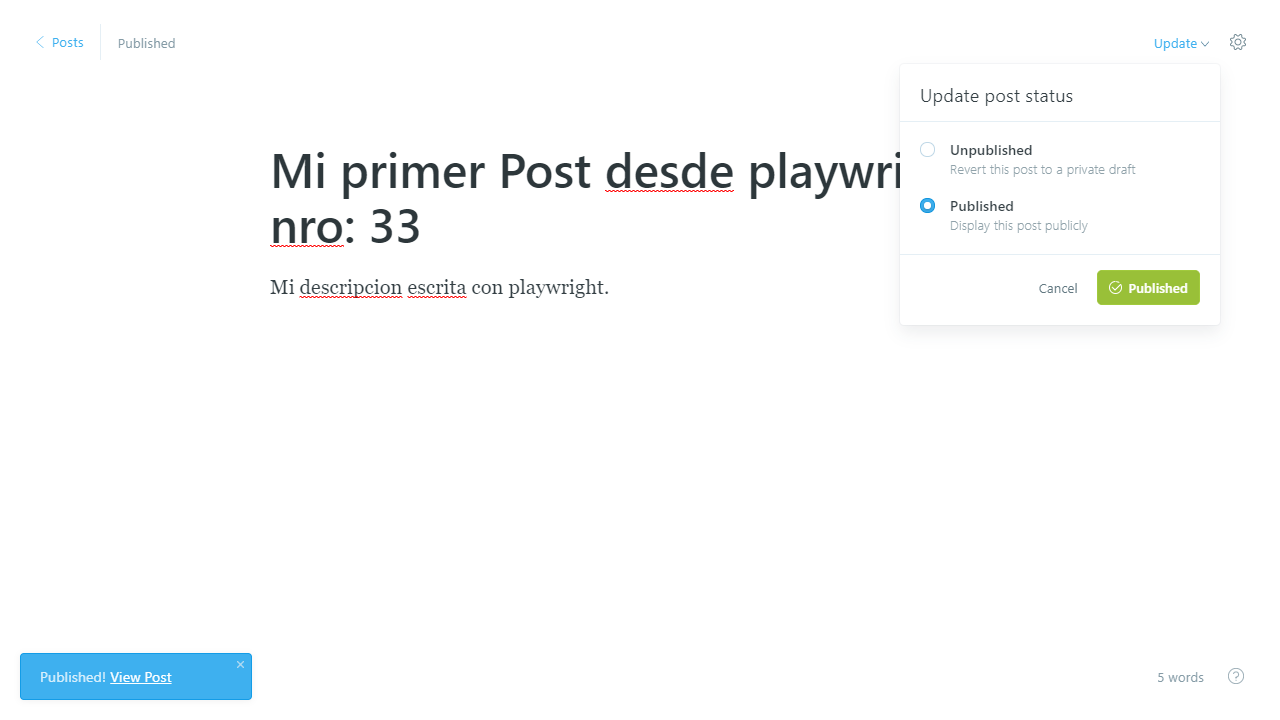 Posts
Published
Update
Update post status
Unpublished
Revert this post to a private draft
Published
Display this post publicly
Cancel
Published
Mi primer Post desde playwri
nro: 33
Mi descripcion escrita con playwright.
Published! View Post
5 words